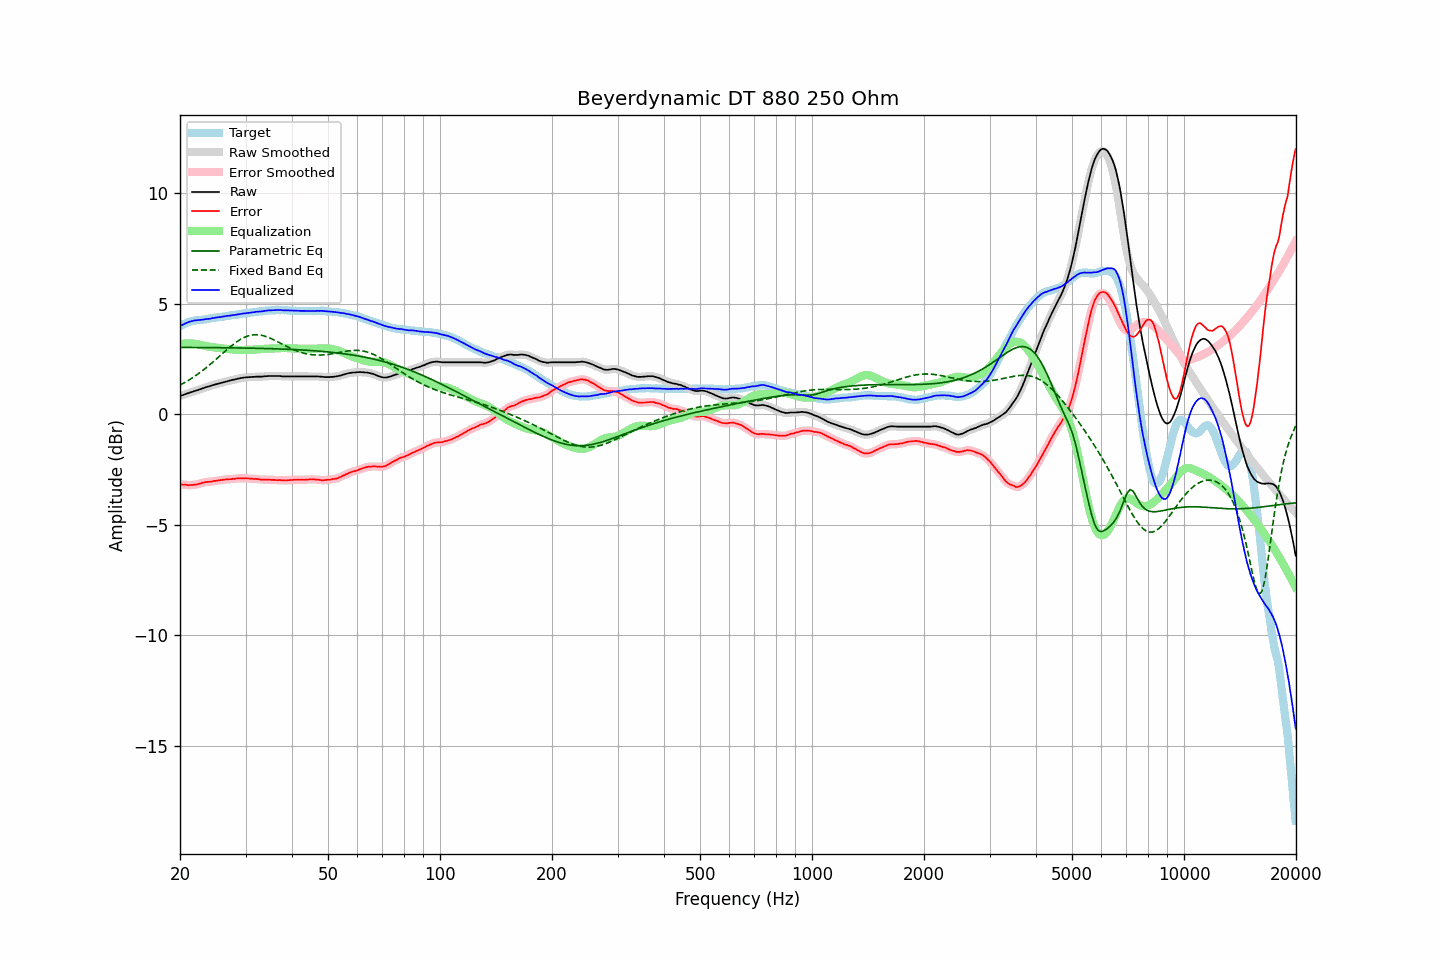 Beyerdynamic DT 880 250 Ohm
Target
Raw Smoothed
Error Smoothed
Raw
Error
Equalization
Parametric Eq
Fixed Band Eq
Equalized
Amplitude (dBr)
10
5
0
−5
−10
−15
20 50 100 200 500 1000 2000 5000 10000 20000
Frequency (Hz)